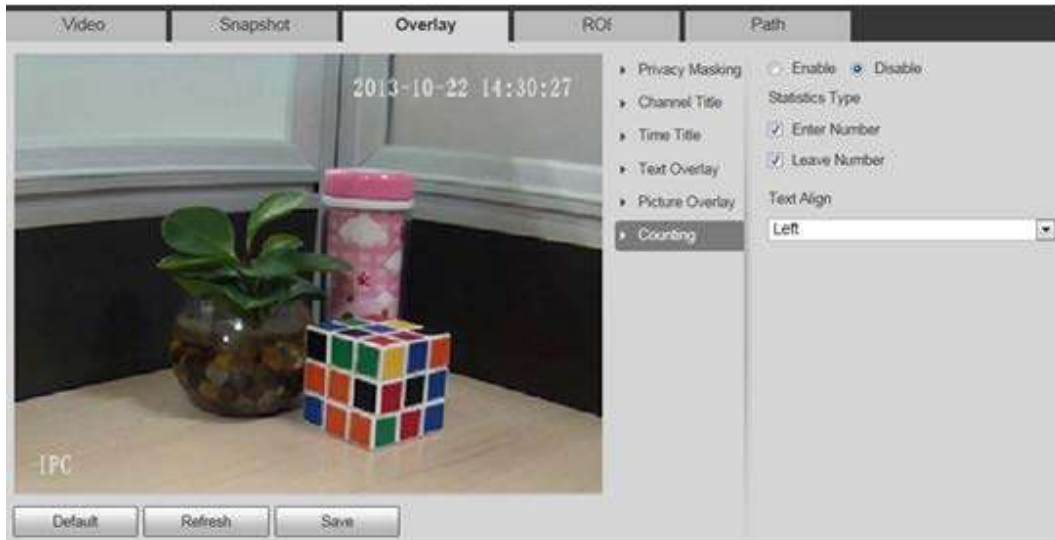 Video
Snapshot
Overlay
ROI
Path
2013-10-22 14:30:27
IPC
Privacy Masking
Channel Title
Time Title
Text Overlay
Picture Overlay
Counting
Enable
Disable
Statistics Type
Enter Number
Leave Number
Text Align
Left
Default
Refresh
Save